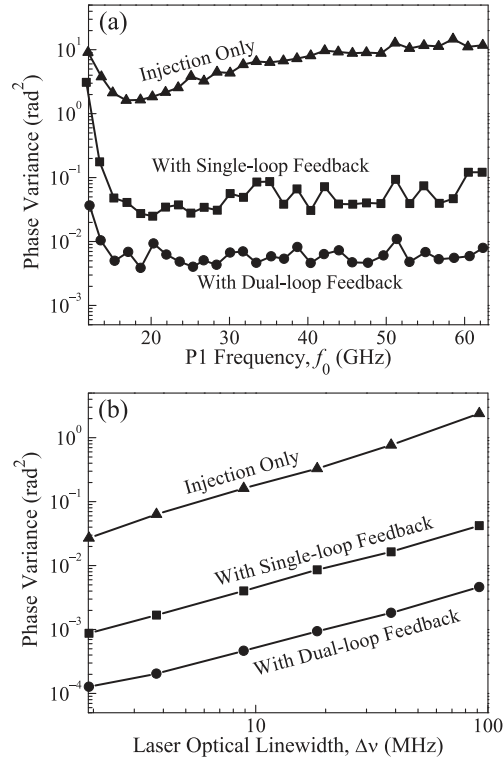 (a)
Injection Only
With Single-loop Feedback
With Dual-loop Feedback
Phase Variance (rad²)
10²
10¹
10⁰
10⁻¹
10⁻²
10⁻³
20 30 40 50 60
P1 Frequency, f₀ (GHz)
(b)
Injection Only
With Single-loop Feedback
With Dual-loop Feedback
Phase Variance (rad²)
10⁰
10⁻¹
10⁻²
10⁻³
10⁻⁴
10 100
Laser Optical Linewidth, Δν (MHz)